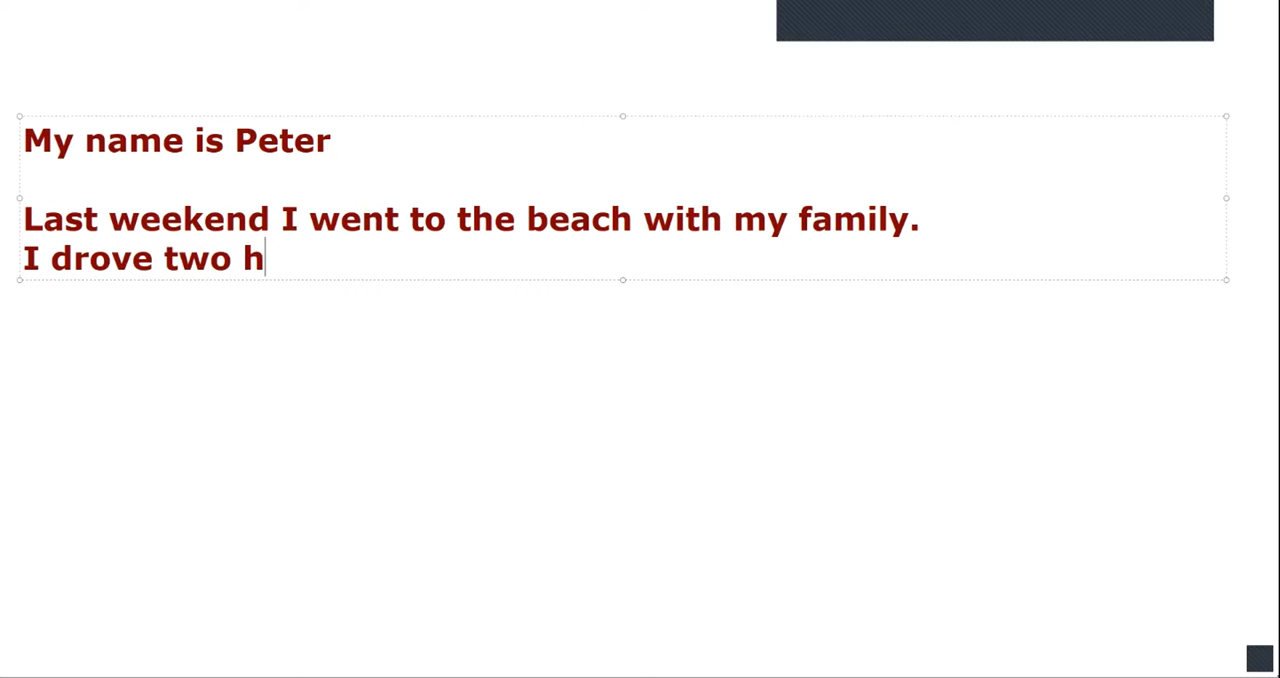 My name is Peter
Last weekend I went to the beach with my family.
I drove two h